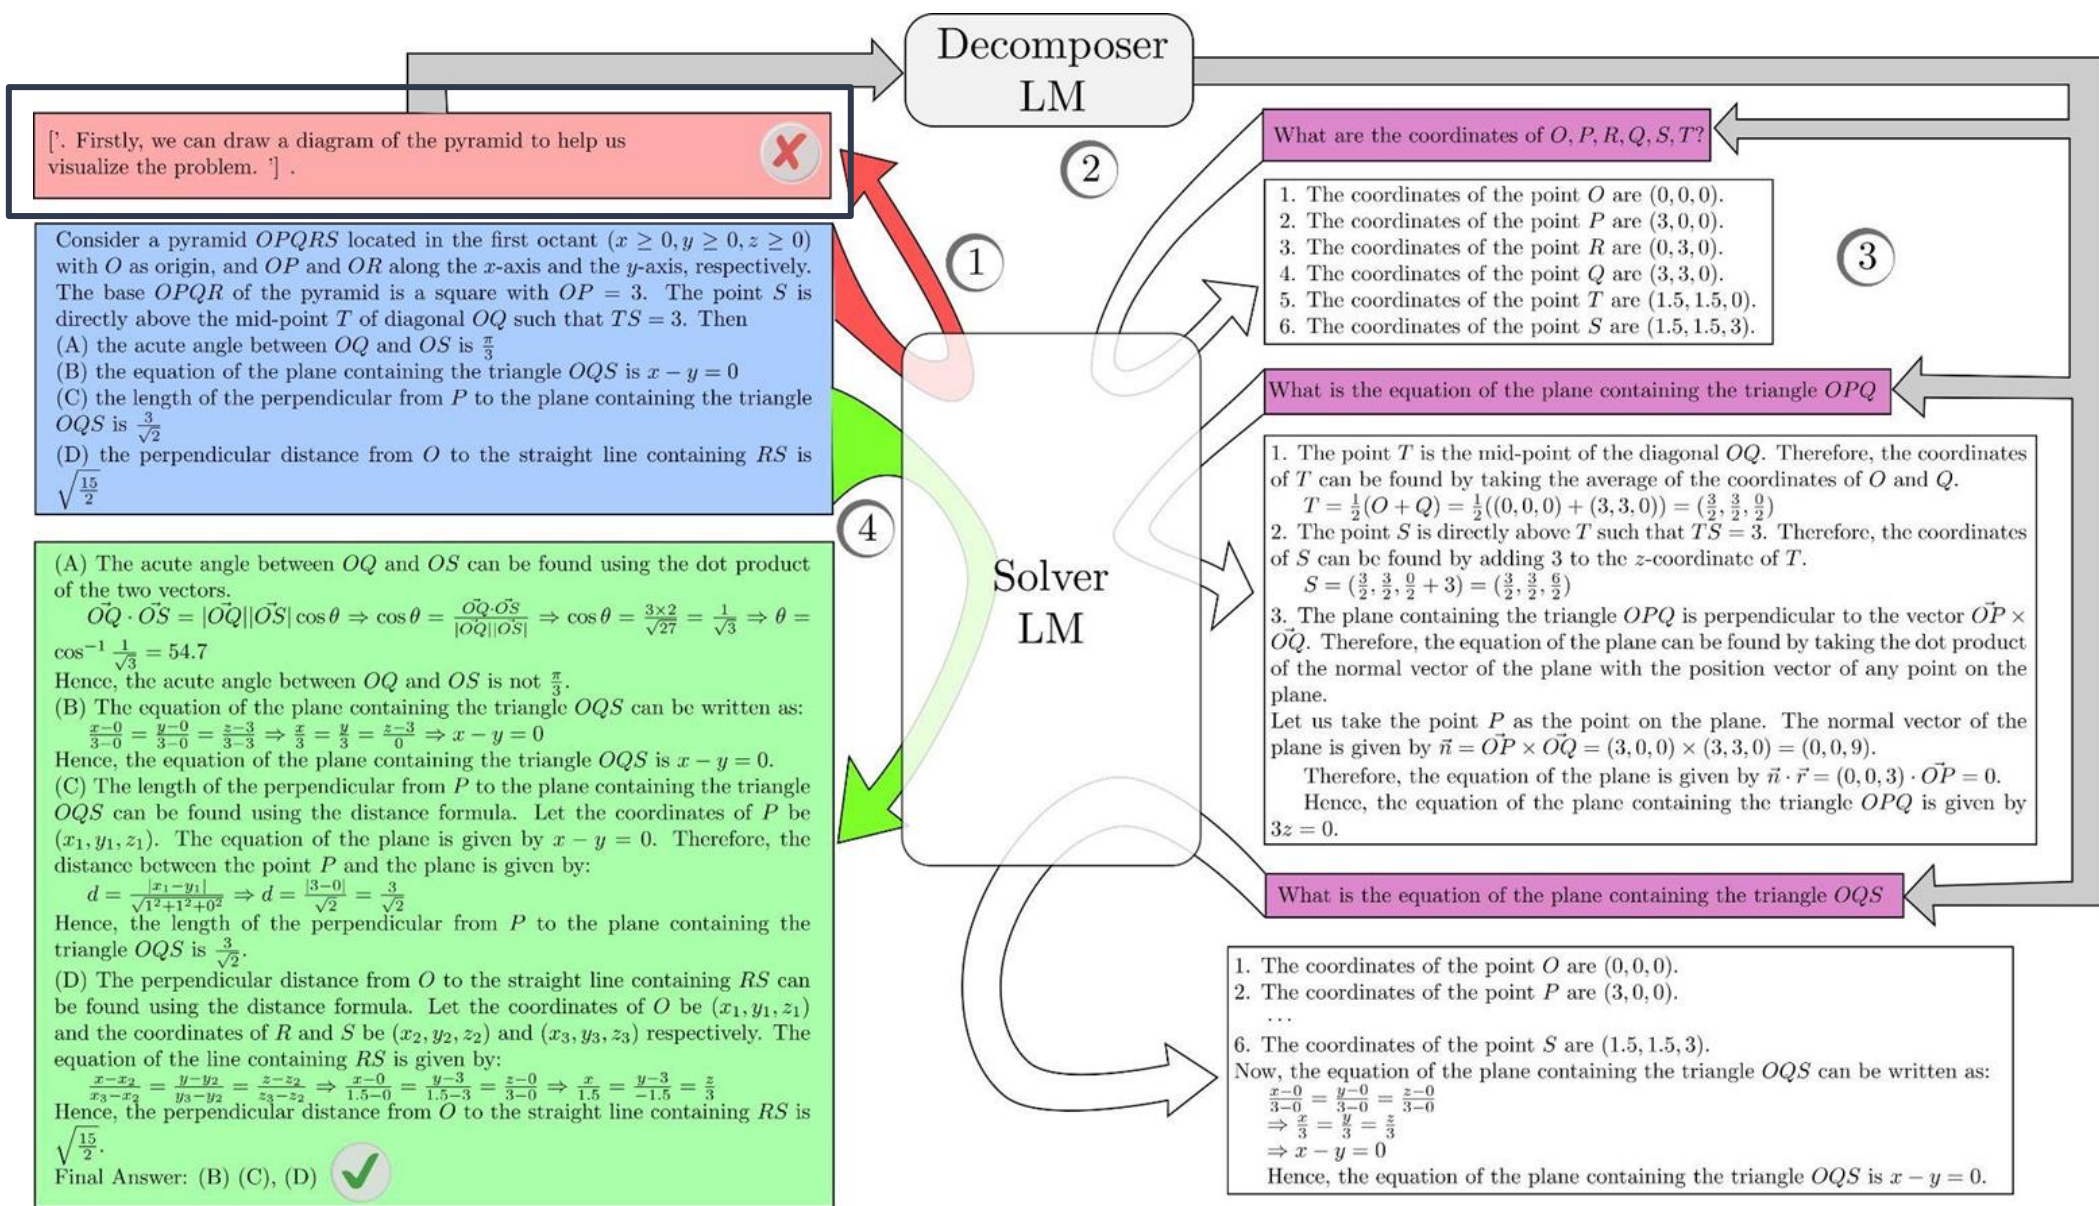 Decomposer
LM
['. Firstly, we can draw a diagram of the pyramid to help us
visualize the problem. '] .
Consider a pyramid OPQRS located in the first octant (x ≥ 0, y ≥ 0, z ≥ 0)
with O as origin, and OP and OR along the x-axis and the y-axis, respectively.
The base OPQR of the pyramid is a square with OP = 3. The point S is
directly above the mid-point T of diagonal OQ such that TS = 3. Then
(A) the acute angle between OQ and OS is π/3
(B) the equation of the plane containing the triangle OQS is x − y = 0
(C) the length of the perpendicular from P to the plane containing the triangle
OQS is 3/√2
(D) the perpendicular distance from O to the straight line containing RS is
√(15/2)
(A) The acute angle between OQ and OS can be found using the dot product
of the two vectors.
O⃗Q · O⃗S = |O⃗Q||O⃗S| cos θ ⇒ cos θ = O⃗Q·O⃗S/|O⃗Q||O⃗S| ⇒ cos θ = 3×2/√27 = 1/√3 ⇒ θ =
cos⁻¹ 1/√3 = 54.7
Hence, the acute angle between OQ and OS is not π/3.
(B) The equation of the plane containing the triangle OQS can be written as:
x−0/3−0 = y−0/3−0 = z−3/3−3 ⇒ x/3 = y/3 = z−3/0 ⇒ x − y = 0
Hence, the equation of the plane containing the triangle OQS is x − y = 0.
(C) The length of the perpendicular from P to the plane containing the triangle
OQS can be found using the distance formula. Let the coordinates of P be
(x₁, y₁, z₁). The equation of the plane is given by x − y = 0. Therefore, the
distance between the point P and the plane is given by:
d = |x₁−y₁|/√(1²+1²+0²) ⇒ d = |3−0|/√2 = 3/√2
Hence, the length of the perpendicular from P to the plane containing the
triangle OQS is 3/√2.
(D) The perpendicular distance from O to the straight line containing RS can
be found using the distance formula. Let the coordinates of O be (x₁, y₁, z₁)
and the coordinates of R and S be (x₂, y₂, z₂) and (x₃, y₃, z₃) respectively. The
equation of the line containing RS is given by:
x−x₂/x₃−x₂ = y−y₂/y₃−y₂ = z−z₂/z₃−z₂ ⇒ x−0/1.5−0 = y−3/1.5−3 = z−0/3−0 ⇒ x/1.5 = y−3/−1.5 = z/3
Hence, the perpendicular distance from O to the straight line containing RS is
√(15/2).
Final Answer: (B) (C), (D)
1
2
3
4
Solver
LM
What are the coordinates of O, P, R, Q, S, T?
1. The coordinates of the point O are (0, 0, 0).
2. The coordinates of the point P are (3, 0, 0).
3. The coordinates of the point R are (0, 3, 0).
4. The coordinates of the point Q are (3, 3, 0).
5. The coordinates of the point T are (1.5, 1.5, 0).
6. The coordinates of the point S are (1.5, 1.5, 3).
What is the equation of the plane containing the triangle OPQ
1. The point T is the mid-point of the diagonal OQ. Therefore, the coordinates
of T can be found by taking the average of the coordinates of O and Q.
T = 1/2(O + Q) = 1/2((0, 0, 0) + (3, 3, 0)) = (3/2, 3/2, 0/2)
2. The point S is directly above T such that TS = 3. Therefore, the coordinates
of S can be found by adding 3 to the z-coordinate of T.
S = (3/2, 3/2, 0/2 + 3) = (3/2, 3/2, 6/2)
3. The plane containing the triangle OPQ is perpendicular to the vector O⃗P ×
O⃗Q. Therefore, the equation of the plane can be found by taking the dot product
of the normal vector of the plane with the position vector of any point on the
plane.
Let us take the point P as the point on the plane. The normal vector of the
plane is given by n⃗ = O⃗P × O⃗Q = (3, 0, 0) × (3, 3, 0) = (0, 0, 9).
Therefore, the equation of the plane is given by n⃗ · r⃗ = (0, 0, 3) · O⃗P = 0.
Hence, the equation of the plane containing the triangle OPQ is given by
3z = 0.
What is the equation of the plane containing the triangle OQS
1. The coordinates of the point O are (0, 0, 0).
2. The coordinates of the point P are (3, 0, 0).
...
6. The coordinates of the point S are (1.5, 1.5, 3).
Now, the equation of the plane containing the triangle OQS can be written as:
x−0/3−0 = y−0/3−0 = z−0/3−0
⇒ x/3 = y/3 = z/3
⇒ x − y = 0
Hence, the equation of the plane containing the triangle OQS is x − y = 0.